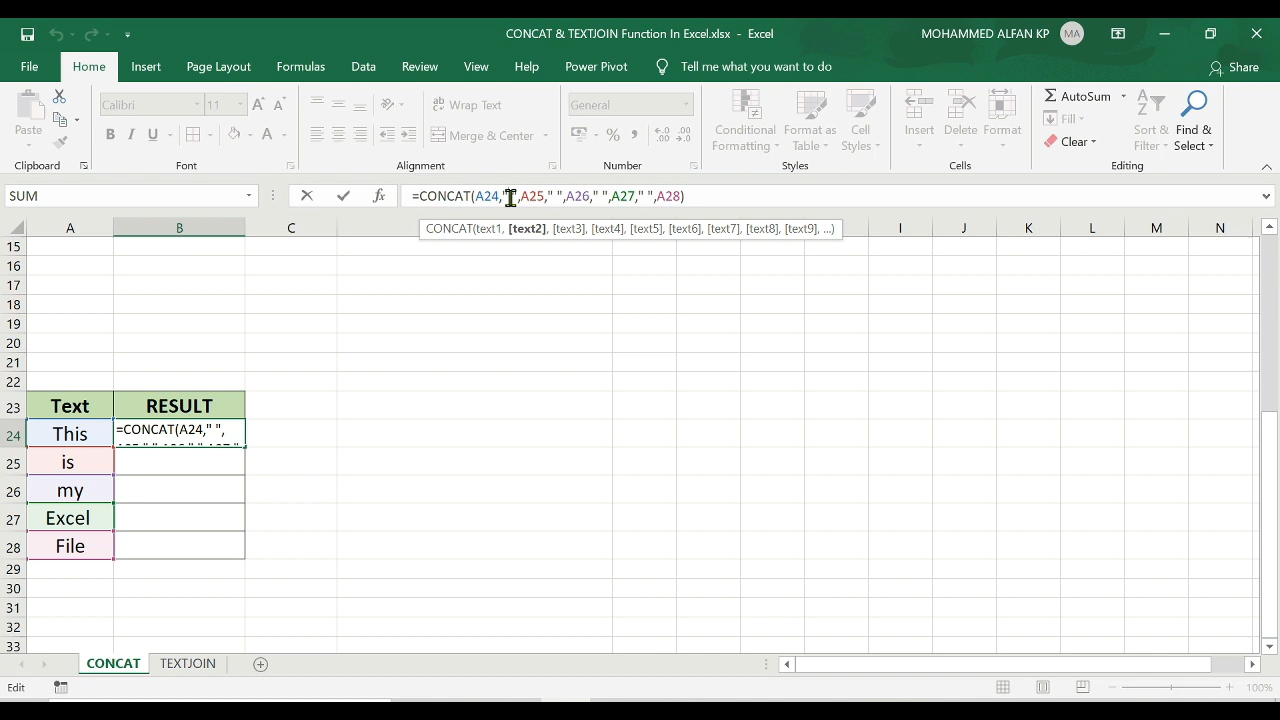 CONCAT & TEXTJOIN Function In Excel.xlsx - Excel
MOHAMMED ALFAN KP
MA
File Home Insert Page Layout Formulas Data Review View Help Power Pivot Tell me what you want to do
Share
Paste
Clipboard
Calibri 11
B I U
Font
Wrap Text
Merge & Center
Alignment
General
Number
Conditional
Formatting
Format as
Table
Cell
Styles
Styles
Insert Delete Format
Cells
AutoSum
Fill
Clear
Sort &
Filter
Find &
Select
Editing
SUM
fx
=CONCAT(A24," ",A25," ",A26," ",A27," ",A28)
CONCAT(text1, [text2], [text3], [text4], [text5], [text6], [text7], [text8], [text9], ...)
A B C I J K L M N
15
16
17
18
19
20
21
22
23 Text RESULT
24 This =CONCAT(A24," ",
25 is
26 my
27 Excel
28 File
29
30
31
32
33
CONCAT TEXTJOIN
Edit
100%